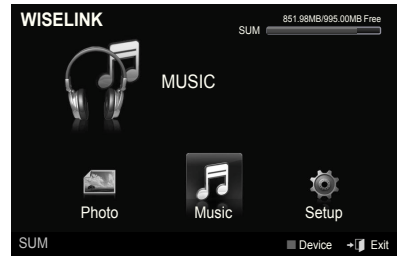 WISELINK
851.98MB/995.00MB Free
SUM
MUSIC
Photo
Music
Setup
SUM
Device
Exit